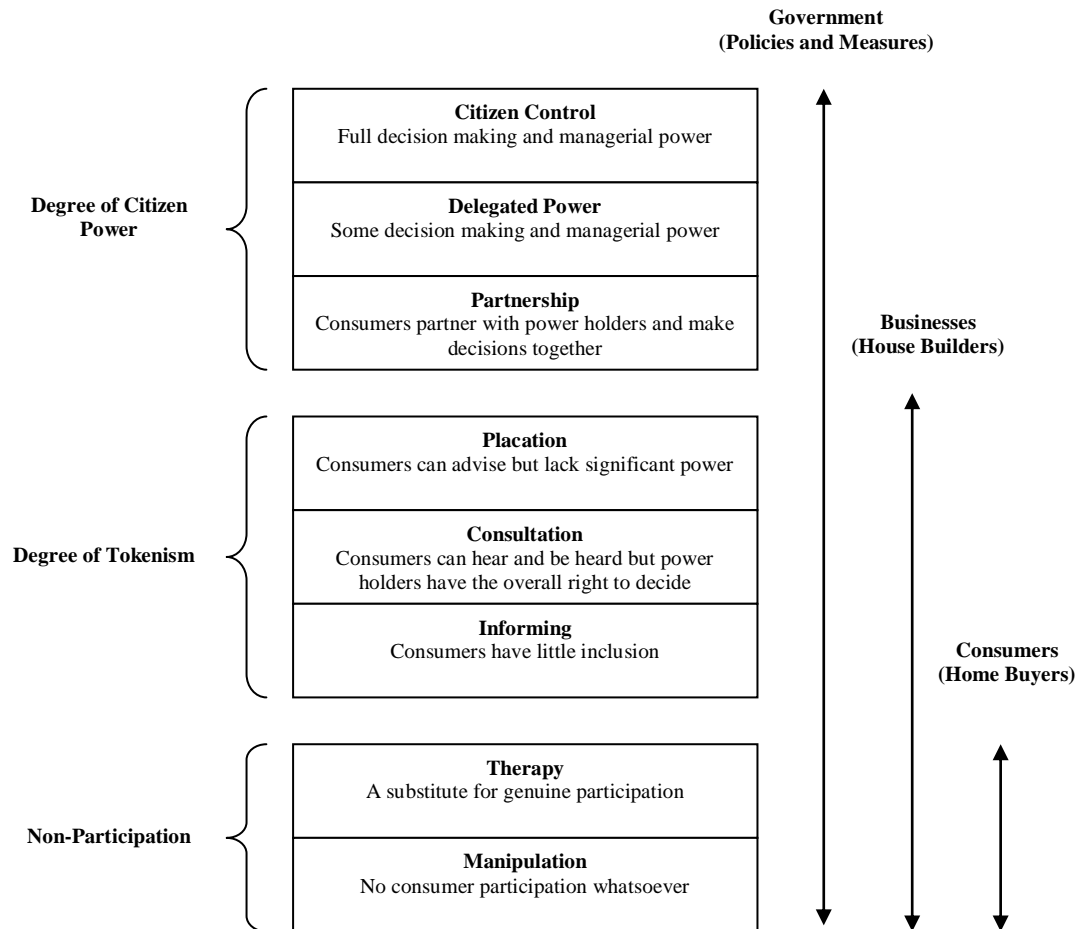 Government
(Policies and Measures)
Citizen Control
Full decision making and managerial power
Degree of Citizen
Power
Delegated Power
Some decision making and managerial power
Partnership
Consumers partner with power holders and make
decisions together
Businesses
(House Builders)
Placation
Consumers can advise but lack significant power
Degree of Tokenism
Consultation
Consumers can hear and be heard but power
holders have the overall right to decide
Informing
Consumers have little inclusion
Consumers
(Home Buyers)
Therapy
A substitute for genuine participation
Non-Participation
Manipulation
No consumer participation whatsoever